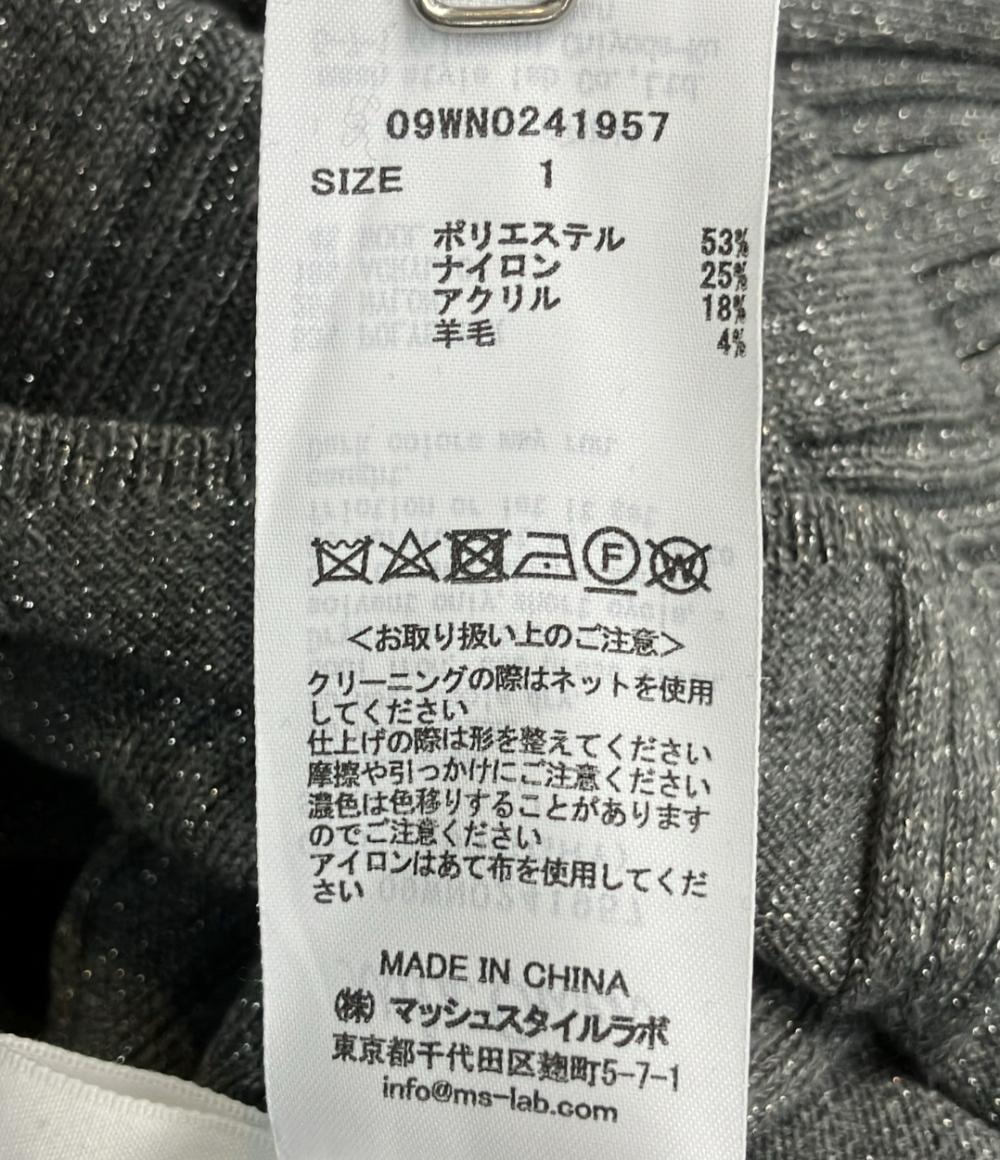 09WNO241957
SIZE 1
ポリエステル 53%
ナイロン 25%
アクリル 18%
羊毛 4%
F W
<お取り扱い上のご注意>
クリーニングの際はネットを使用
してください
仕上げの際は形を整えてください
摩擦や引っかけにご注意ください
濃色は色移りすることがあります
のでご注意ください
アイロンはあて布を使用してくだ
さい
MADE IN CHINA
(株) マッシュスタイルラボ
東京都千代田区麹町5-7-1
info@ms-lab.com